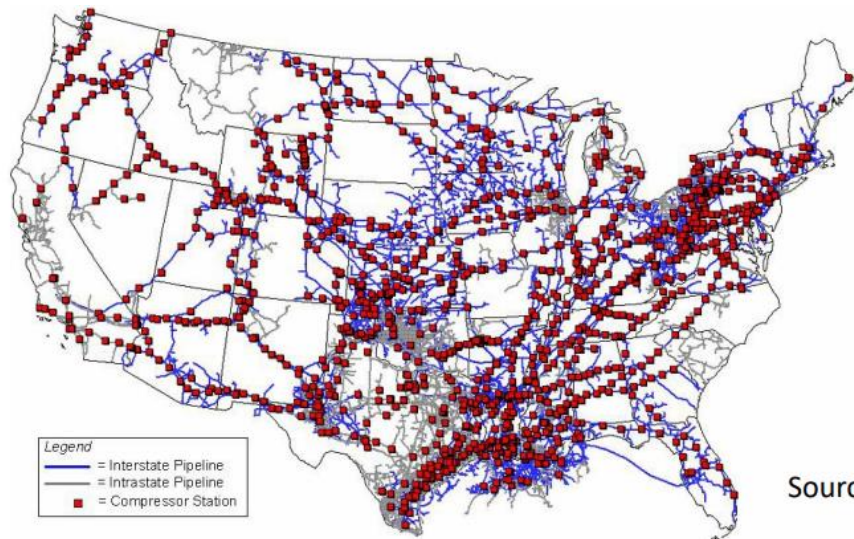 Legend
= Interstate Pipeline
= Intrastate Pipeline
= Compressor Station
Sourc